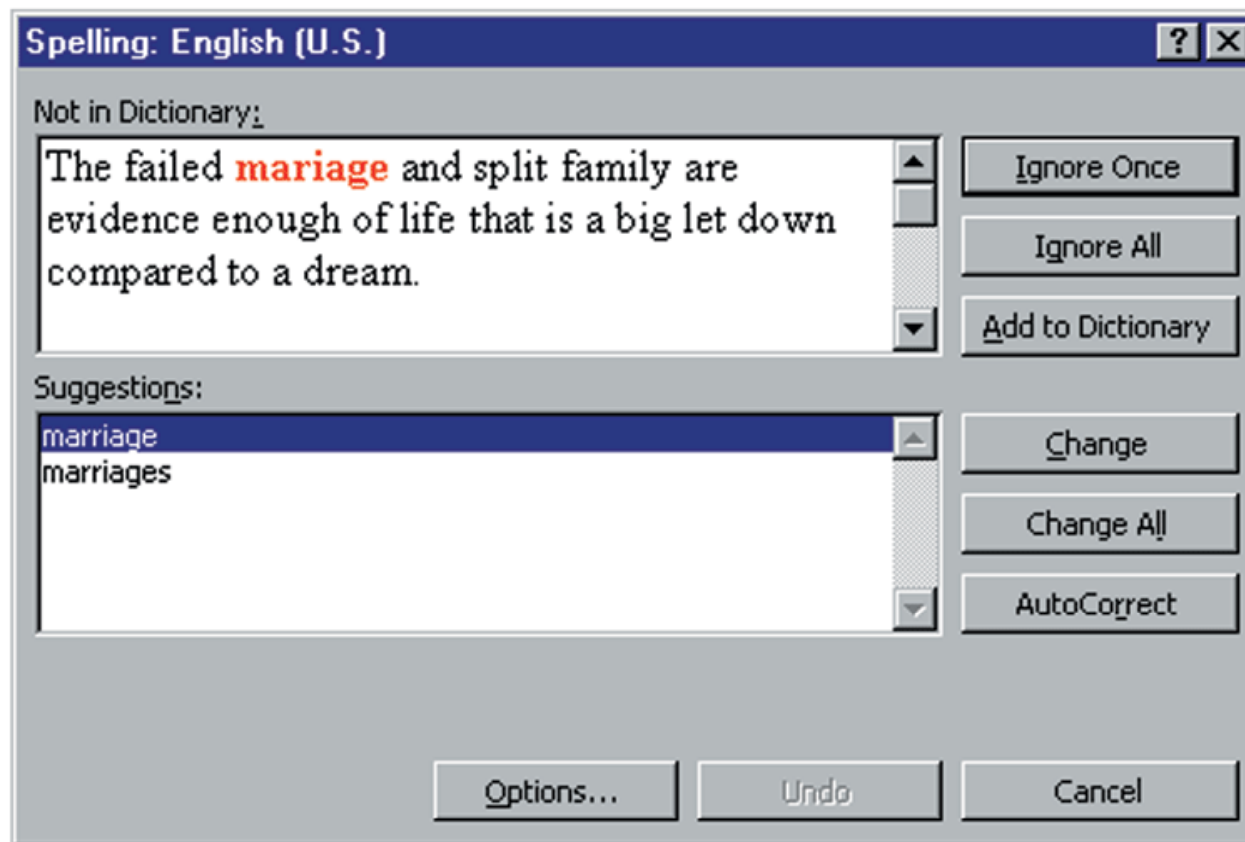 Spelling: English (U.S.)
Not in Dictionary:
The failed mariage and split family are
evidence enough of life that is a big let down
compared to a dream.
Ignore Once
Ignore All
Add to Dictionary
Suggestions:
marriage
marriages
Change
Change All
AutoCorrect
Options...
Undo
Cancel